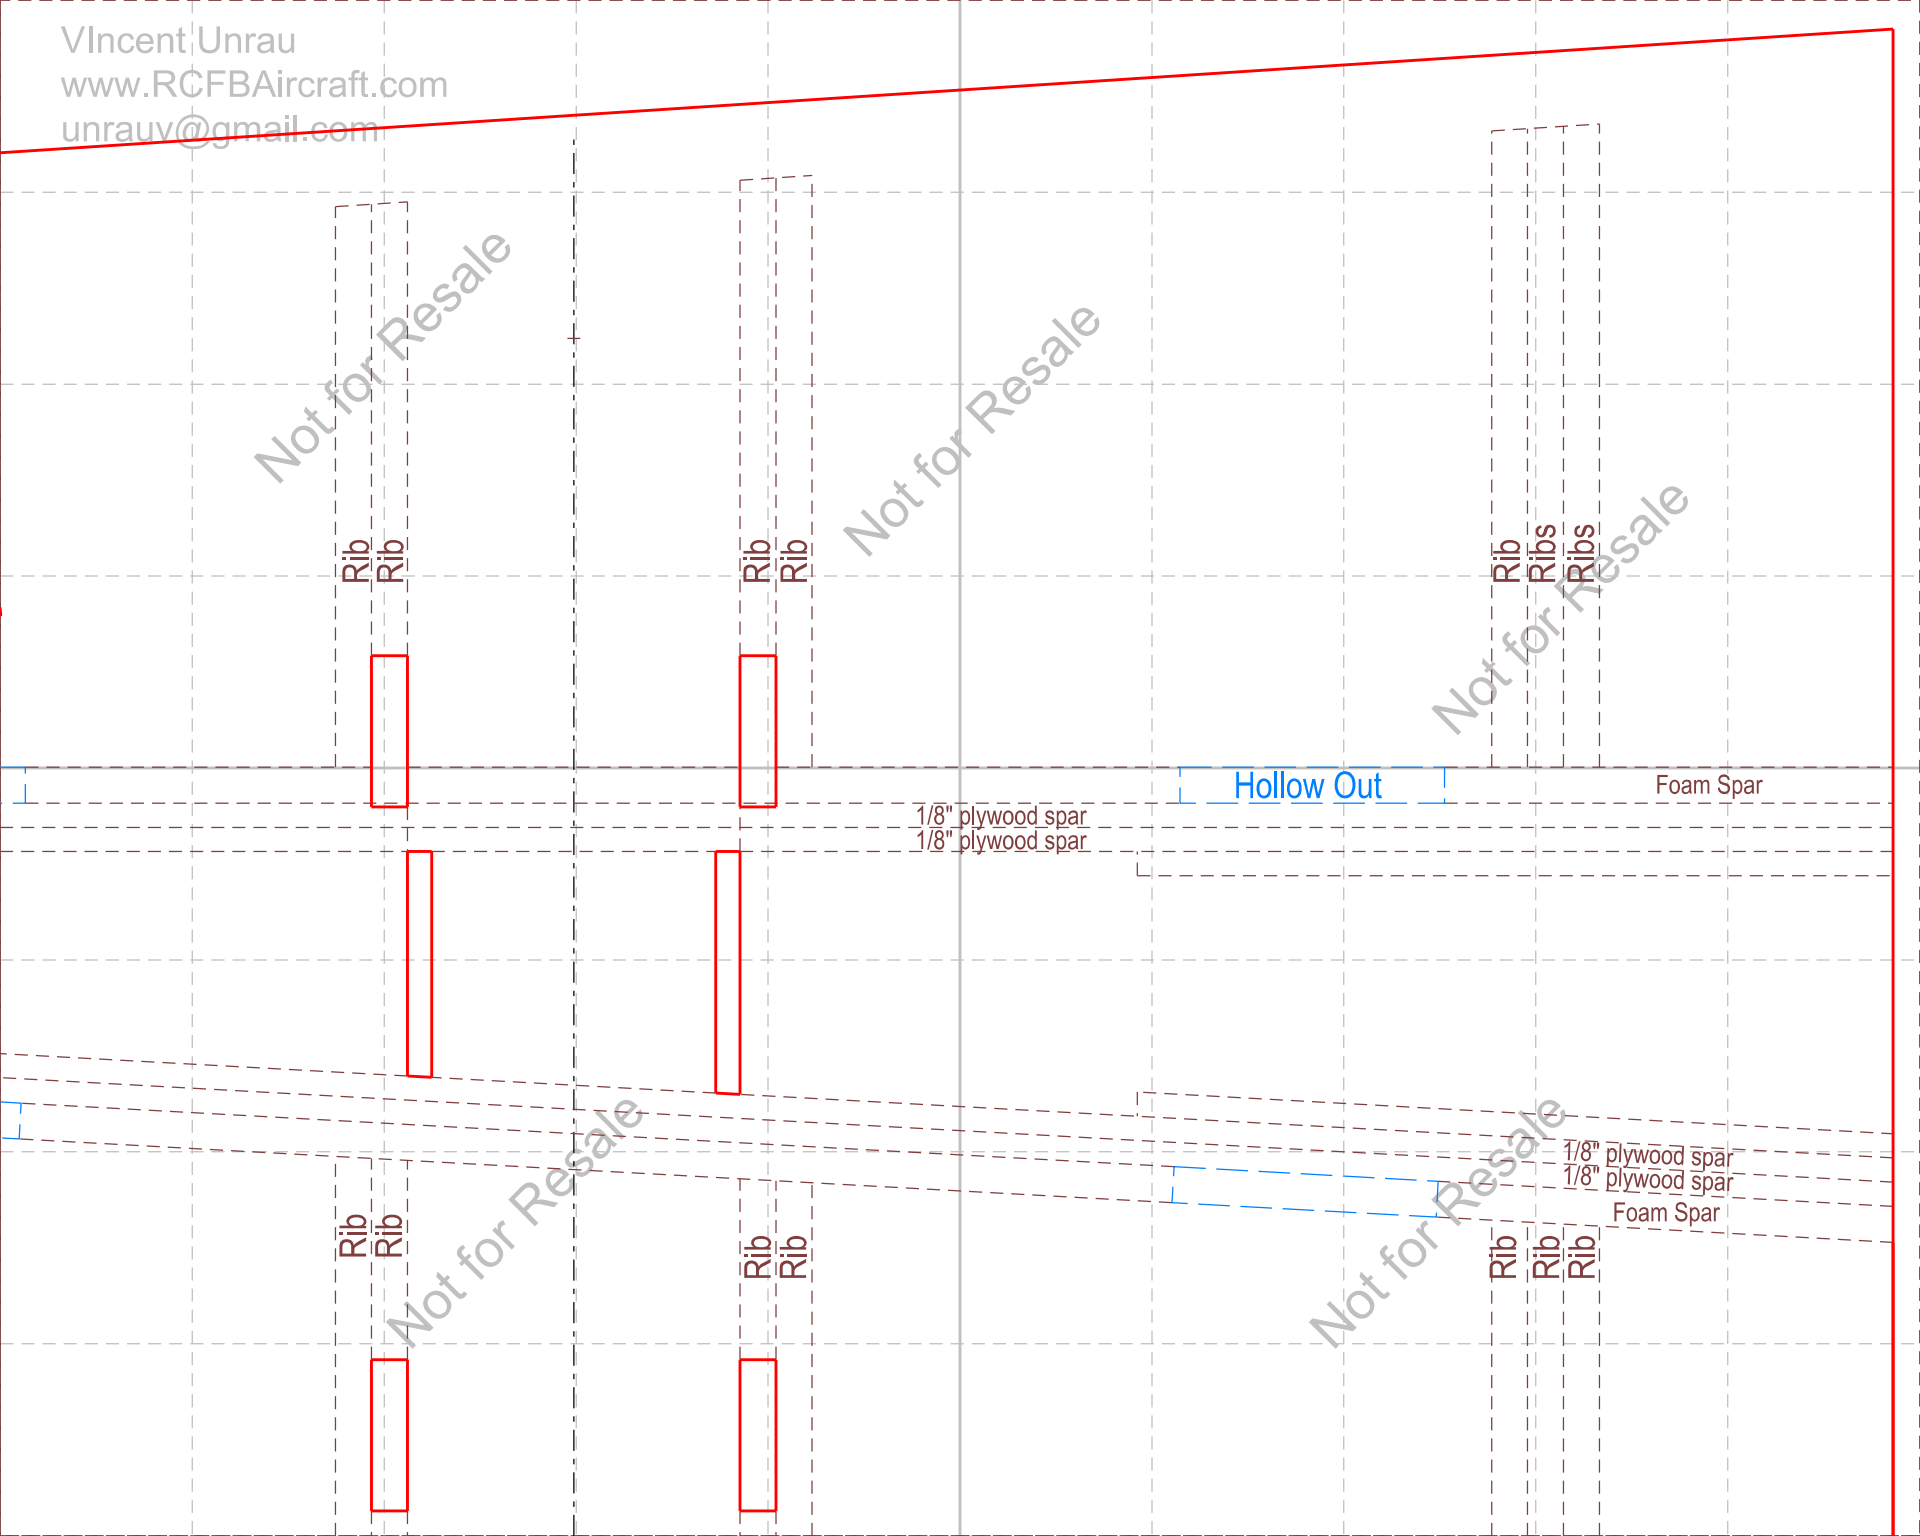 VIncent Unrau
www.RCFBAircraft.com
unrauv@gmail.com
Not for Resale
Not for Resale
Not for Resale
Rib
Rib
Rib
Rib
Rib
Ribs
Ribs
Hollow Out
Foam Spar
1/8" plywood spar
1/8" plywood spar
Not for Resale
Not for Resale
1/8" plywood spar
1/8" plywood spar
Foam Spar
Rib
Rib
Rib
Rib
Rib
Rib
Rib